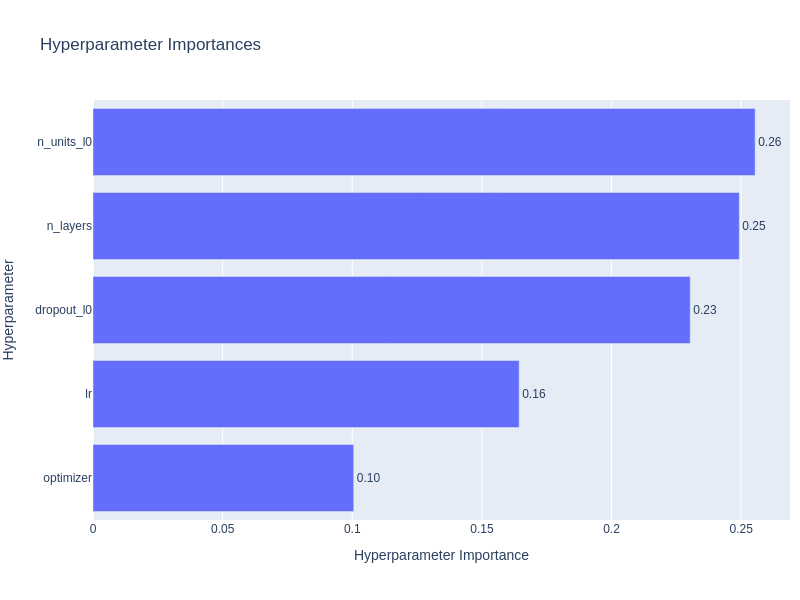 Hyperparameter Importances
Hyperparameter
n_units_l0
0.26
n_layers
0.25
dropout_l0
0.23
lr
0.16
optimizer
0.10
0
0.05
0.1
0.15
0.2
0.25
Hyperparameter Importance